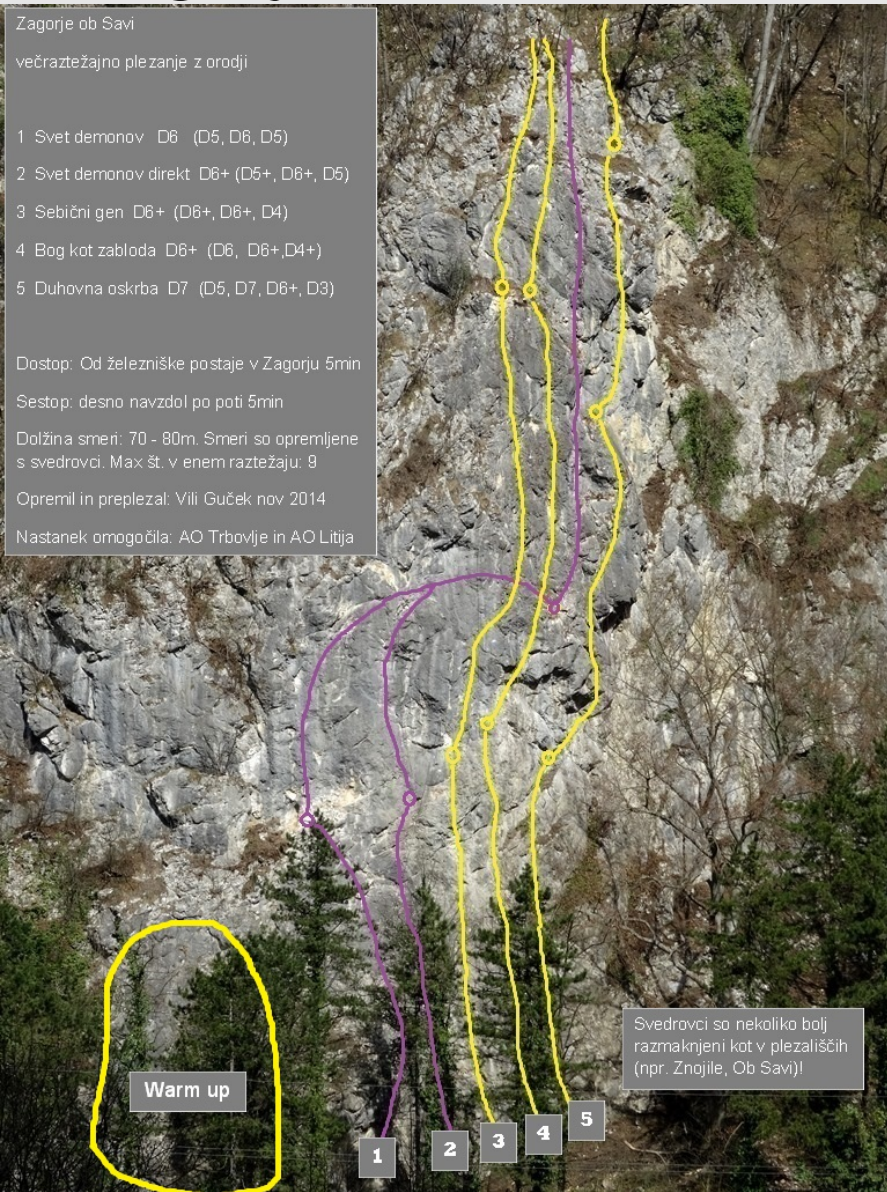 Zagorje ob Savi
večraztežajno plezanje z orodji
1 Svet demonov D6 (D5, D6, D5)
2 Svet demonov direkt D6+ (D5+, D6+, D5)
3 Sebični gen D6+ (D6+, D6+, D4)
4 Bog kot zabloda D6+ (D6, D6+,D4+)
5 Duhovna oskrba D7 (D5, D7, D6+, D3)
Dostop: Od železniške postaje v Zagorju 5min
Sestop: desno navzdol po poti 5min
Dolžina smeri: 70 - 80m. Smeri so opremljene
s svedrovci. Max št. v enem raztežaju: 9
Opremil in preplezal: Vili Guček nov 2014
Nastanek omogočila: AO Trbovlje in AO Litija
Svedrovci so nekoliko bolj
razmaknjeni kot v plezališčih
(npr. Znojile, Ob Savi)!
Warm up
1
2
3
4
5